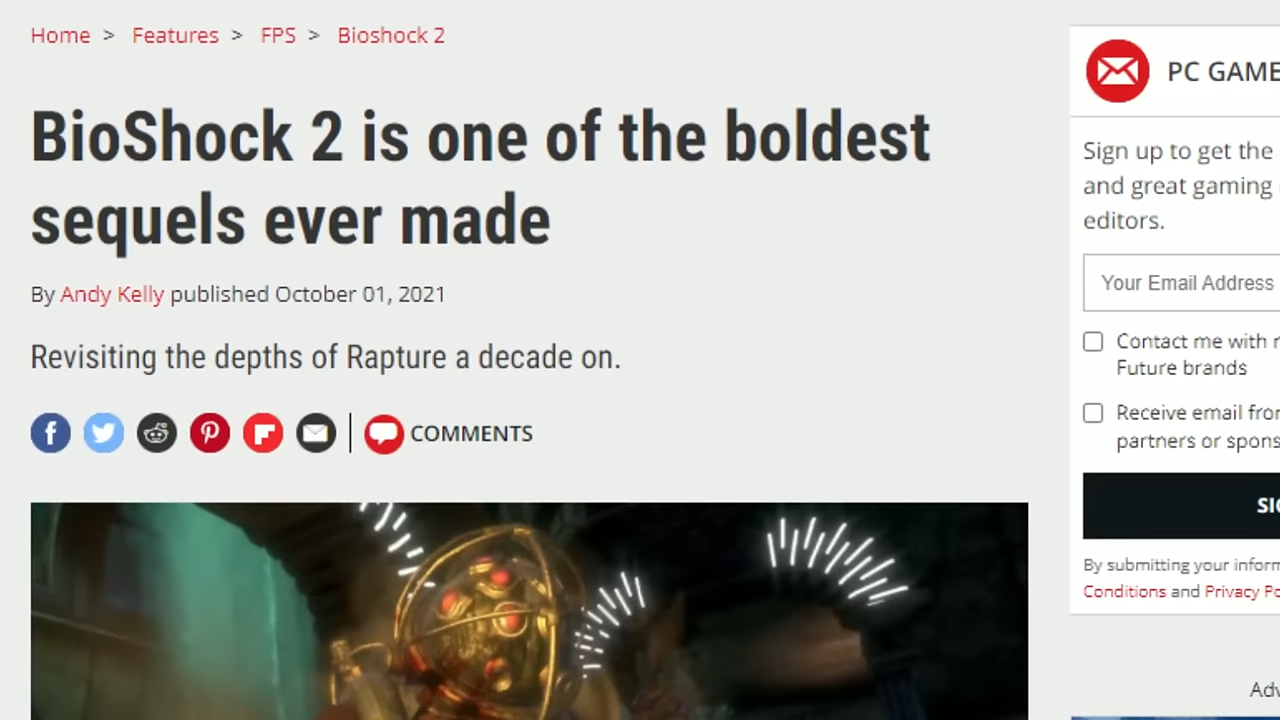 Home > Features > FPS > Bioshock 2
BioShock 2 is one of the boldest
sequels ever made
By Andy Kelly published October 01, 2021
Revisiting the depths of Rapture a decade on.
COMMENTS
PC GAME
Sign up to get the
and great gaming
editors.
Your Email Address
Contact me with
Future brands
Receive email from
partners or spons
SIG
By submitting your inform
Conditions and Privacy Po
Adv